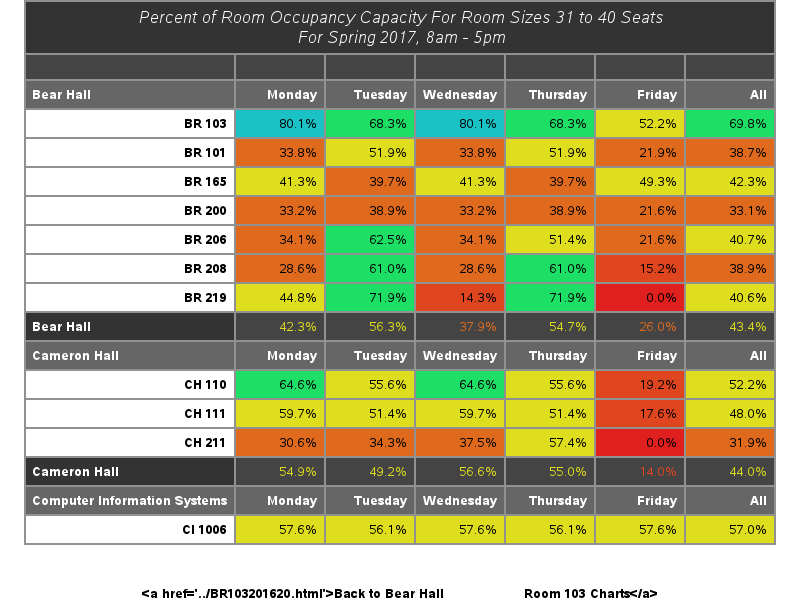 Percent of Room Occupancy Capacity For Room Sizes 31 to 40 Seats
For Spring 2017, 8am - 5pm
Bear Hall Monday Tuesday Wednesday Thursday Friday All
BR 103 80.1% 68.3% 80.1% 68.3% 52.2% 69.8%
BR 101 33.8% 51.9% 33.8% 51.9% 21.9% 38.7%
BR 165 41.3% 39.7% 41.3% 39.7% 49.3% 42.3%
BR 200 33.2% 38.9% 33.2% 38.9% 21.6% 33.1%
BR 206 34.1% 62.5% 34.1% 51.4% 21.6% 40.7%
BR 208 28.6% 61.0% 28.6% 61.0% 15.2% 38.9%
BR 219 44.8% 71.9% 14.3% 71.9% 0.0% 40.6%
Bear Hall 42.3% 56.3% 37.9% 54.7% 26.0% 43.4%
Cameron Hall Monday Tuesday Wednesday Thursday Friday All
CH 110 64.6% 55.6% 64.6% 55.6% 19.2% 52.2%
CH 111 59.7% 51.4% 59.7% 51.4% 17.6% 48.0%
CH 211 30.6% 34.3% 37.5% 57.4% 0.0% 31.9%
Cameron Hall 54.9% 49.2% 56.6% 55.0% 14.0% 44.0%
Computer Information Systems Monday Tuesday Wednesday Thursday Friday All
CI 1006 57.6% 56.1% 57.6% 56.1% 57.6% 57.0%
<a href='../BR103201620.html'>Back to Bear Hall Room 103 Charts</a>